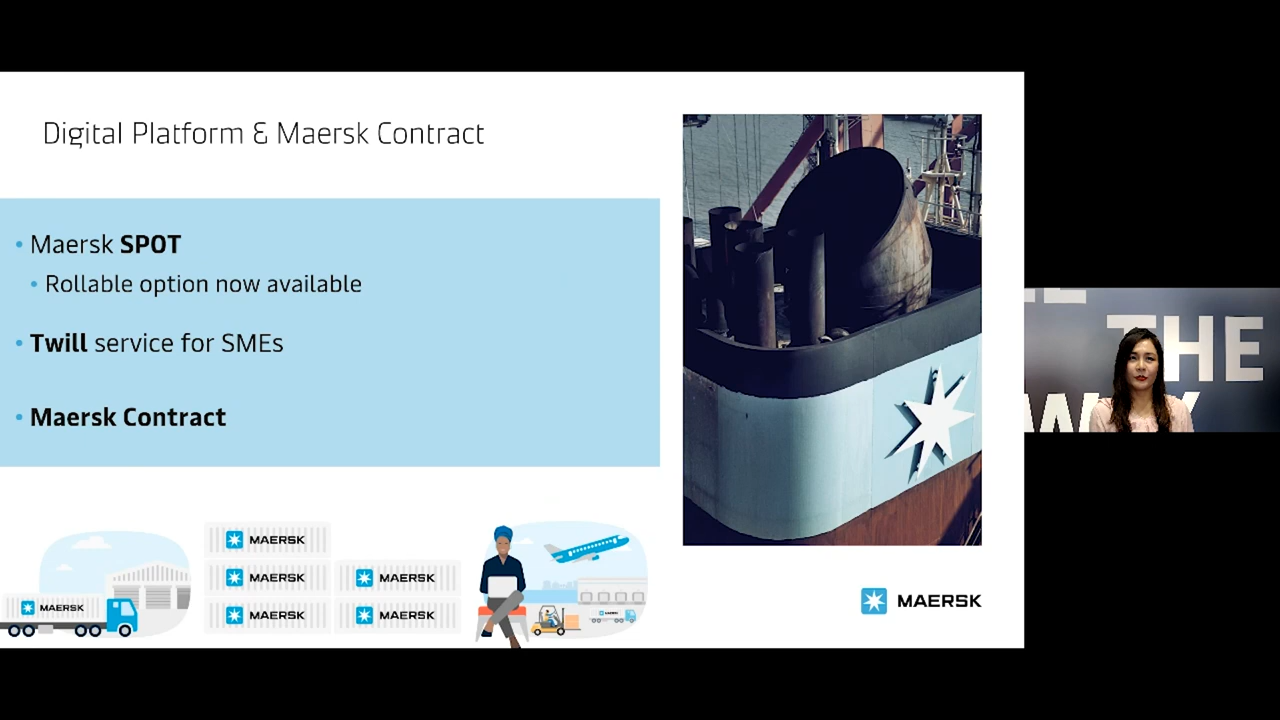 Digital Platform & Maersk Contract
• Maersk SPOT
• Rollable option now available
• Twill service for SMEs
• Maersk Contract
MAERSK
MAERSK
MAERSK
MAERSK
MAERSK
MAERSK
MAERSK
THE